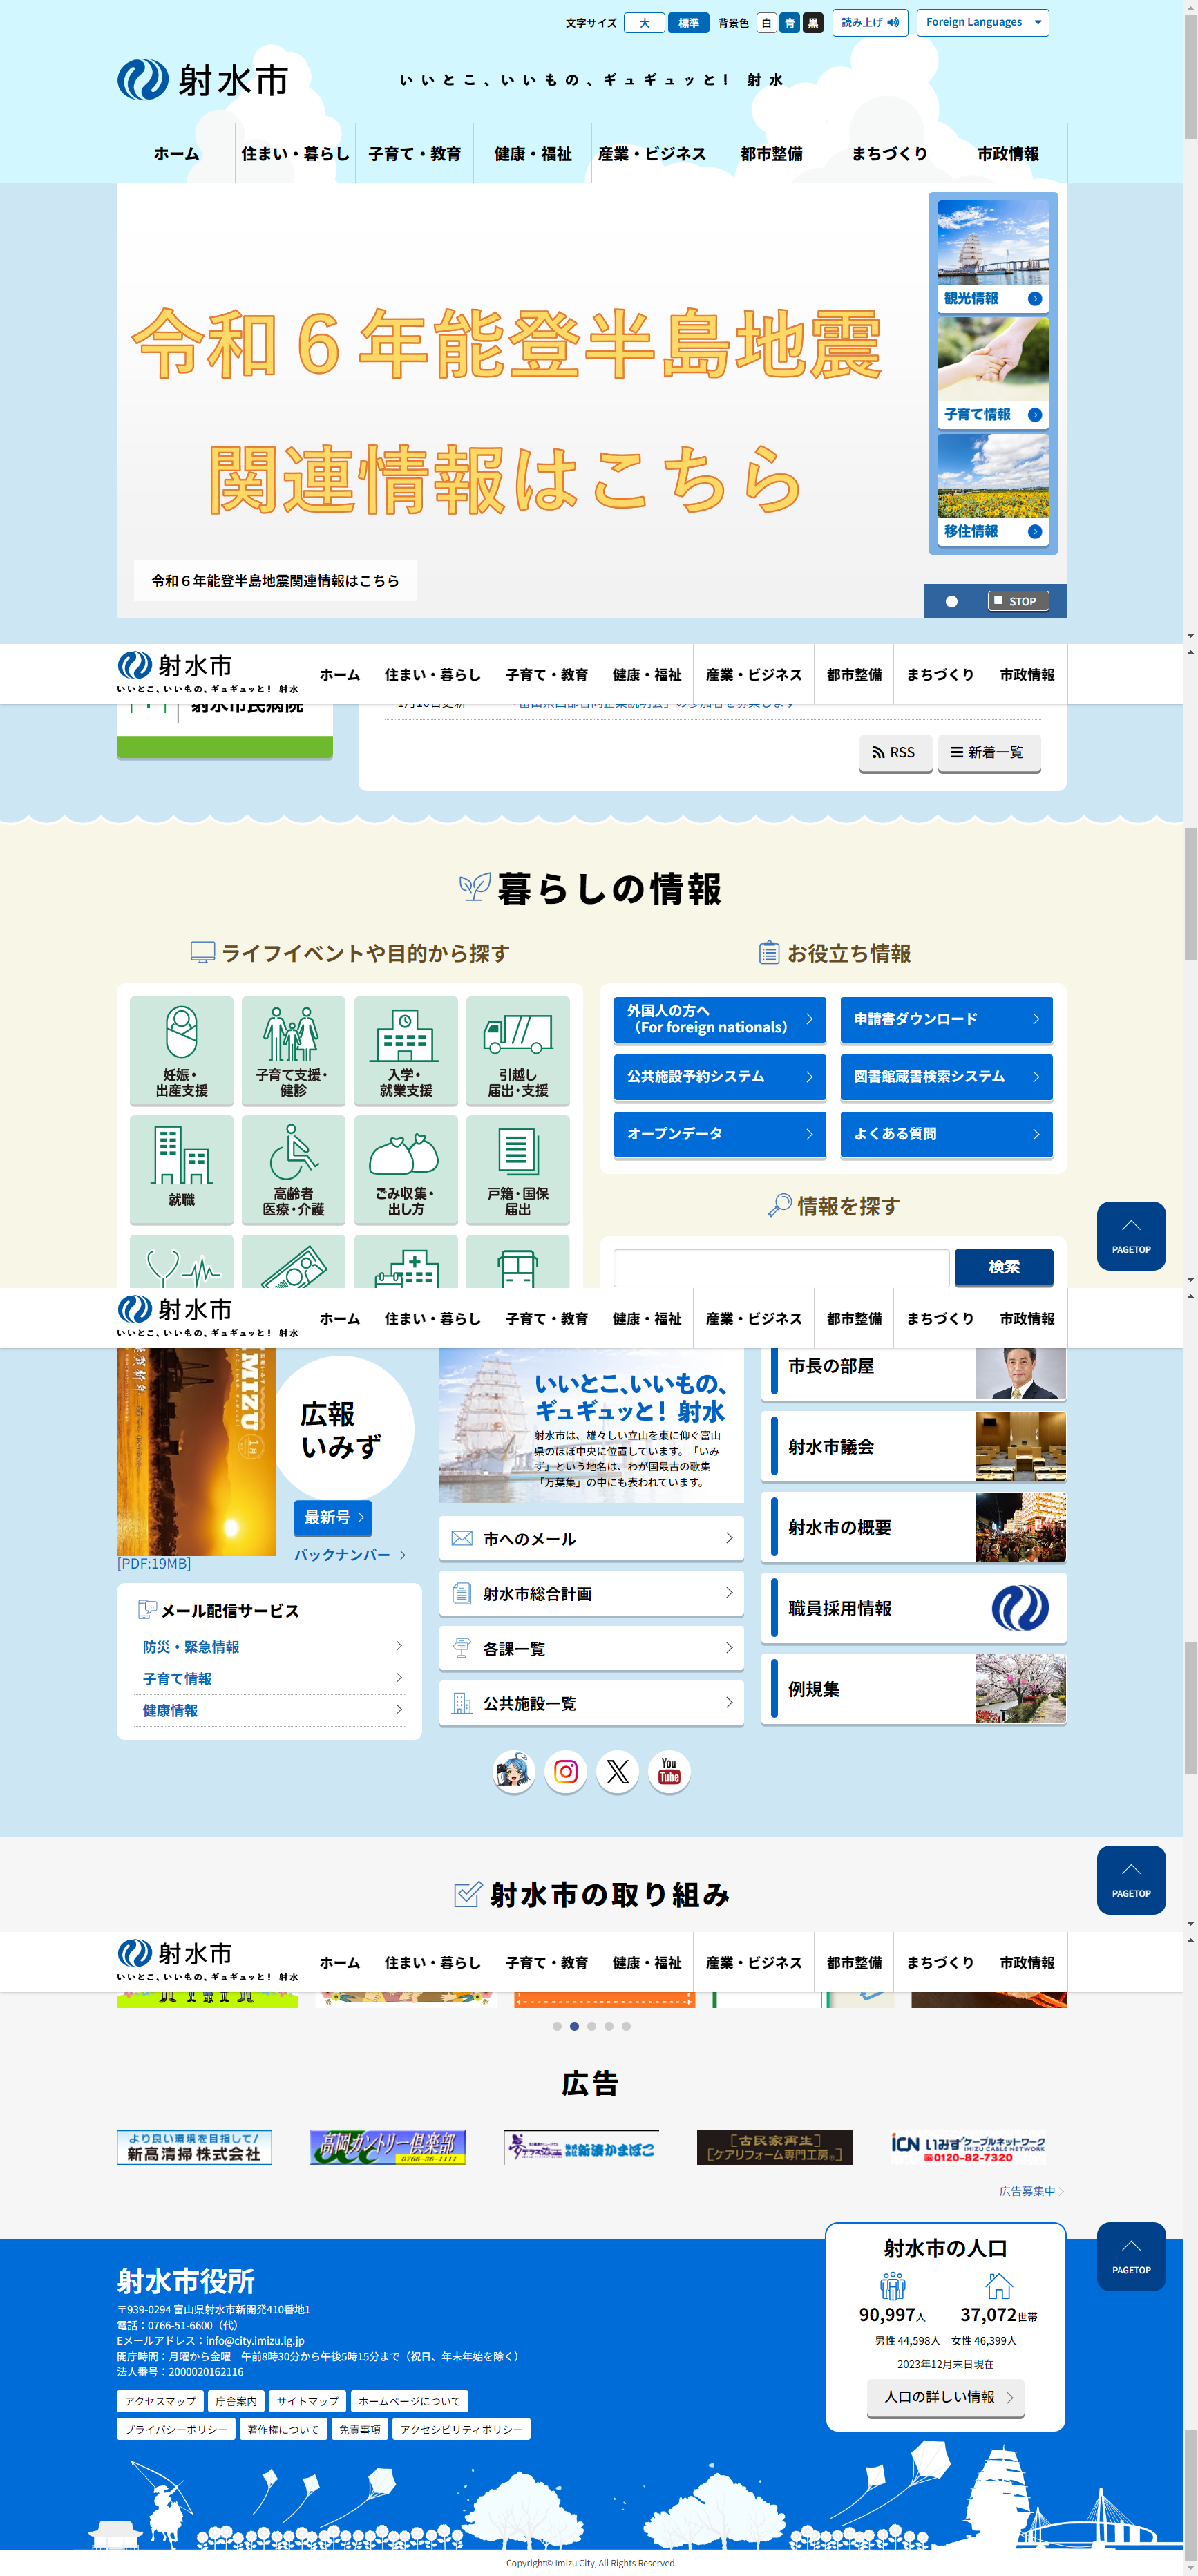 文字サイズ 大 標準 背景色 白 青 黒 読み上げ Foreign Languages
射水市 いいとこ、いいもの、ギュギュッと! 射水
ホーム 住まい・暮らし 子育て・教育 健康・福祉 産業・ビジネス 都市整備 まちづくり 市政情報
令和６年能登半島地震
関連情報はこちら
観光情報
子育て情報
移住情報
令和６年能登半島地震関連情報はこちら
STOP
射水市
いいとこ、いいもの、ギュギュッと! 射水
ホーム 住まい・暮らし 子育て・教育 健康・福祉 産業・ビジネス 都市整備 まちづくり 市政情報
射水市民病院
RSS 新着一覧
暮らしの情報
ライフイベントや目的から探す
妊娠・
出産支援
子育て支援・
健診
入学・
就業支援
引越し
届出・支援
就職
高齢者
医療・介護
ごみ収集・
出し方
戸籍・国保
届出
お役立ち情報
外国人の方へ
（For foreign nationals）
申請書ダウンロード
公共施設予約システム
図書館蔵書検索システム
オープンデータ
よくある質問
情報を探す
検索
PAGETOP
射水市
いいとこ、いいもの、ギュギュッと! 射水
ホーム 住まい・暮らし 子育て・教育 健康・福祉 産業・ビジネス 都市整備 まちづくり 市政情報
IMIZU
1月
広報
いみず
最新号
バックナンバー
[PDF:19MB]
メール配信サービス
防災・緊急情報
子育て情報
健康情報
いいとこ、いいもの、
ギュギュッと! 射水
射水市は、雄々しい立山を東に仰ぐ富山
県のほぼ中央に位置しています。「いみ
ず」という地名は、わが国最古の歌集
「万葉集」の中にも表われています。
市へのメール
射水市総合計画
各課一覧
公共施設一覧
市長の部屋
射水市議会
射水市の概要
職員採用情報
例規集
You
Tube
射水市の取り組み
PAGETOP
射水市
いいとこ、いいもの、ギュギュッと! 射水
ホーム 住まい・暮らし 子育て・教育 健康・福祉 産業・ビジネス 都市整備 まちづくり 市政情報
広告
より良い環境を目指して!
新高清掃 株式会社
高岡カントリー倶楽部
0766-36-1111
[古民家再生]
[ケアリフォーム専門工房®]
ICN いみずケーブルネットワーク
IMIZU CABLE NETWORK
0120-82-7320
広告募集中
PAGETOP
射水市役所
〒939-0294 富山県射水市新開発410番地1
電話：0766-51-6600（代）
Eメールアドレス：info@city.imizu.lg.jp
開庁時間：月曜から金曜　午前8時30分から午後5時15分まで（祝日、年末年始を除く）
法人番号：2000020162116
アクセスマップ 庁舎案内 サイトマップ ホームページについて
プライバシーポリシー 著作権について 免責事項 アクセシビリティポリシー
射水市の人口
90,997人 37,072世帯
男性 44,598人 女性 46,399人
2023年12月末日現在
人口の詳しい情報
Copyright© Imizu City, All Rights Reserved.